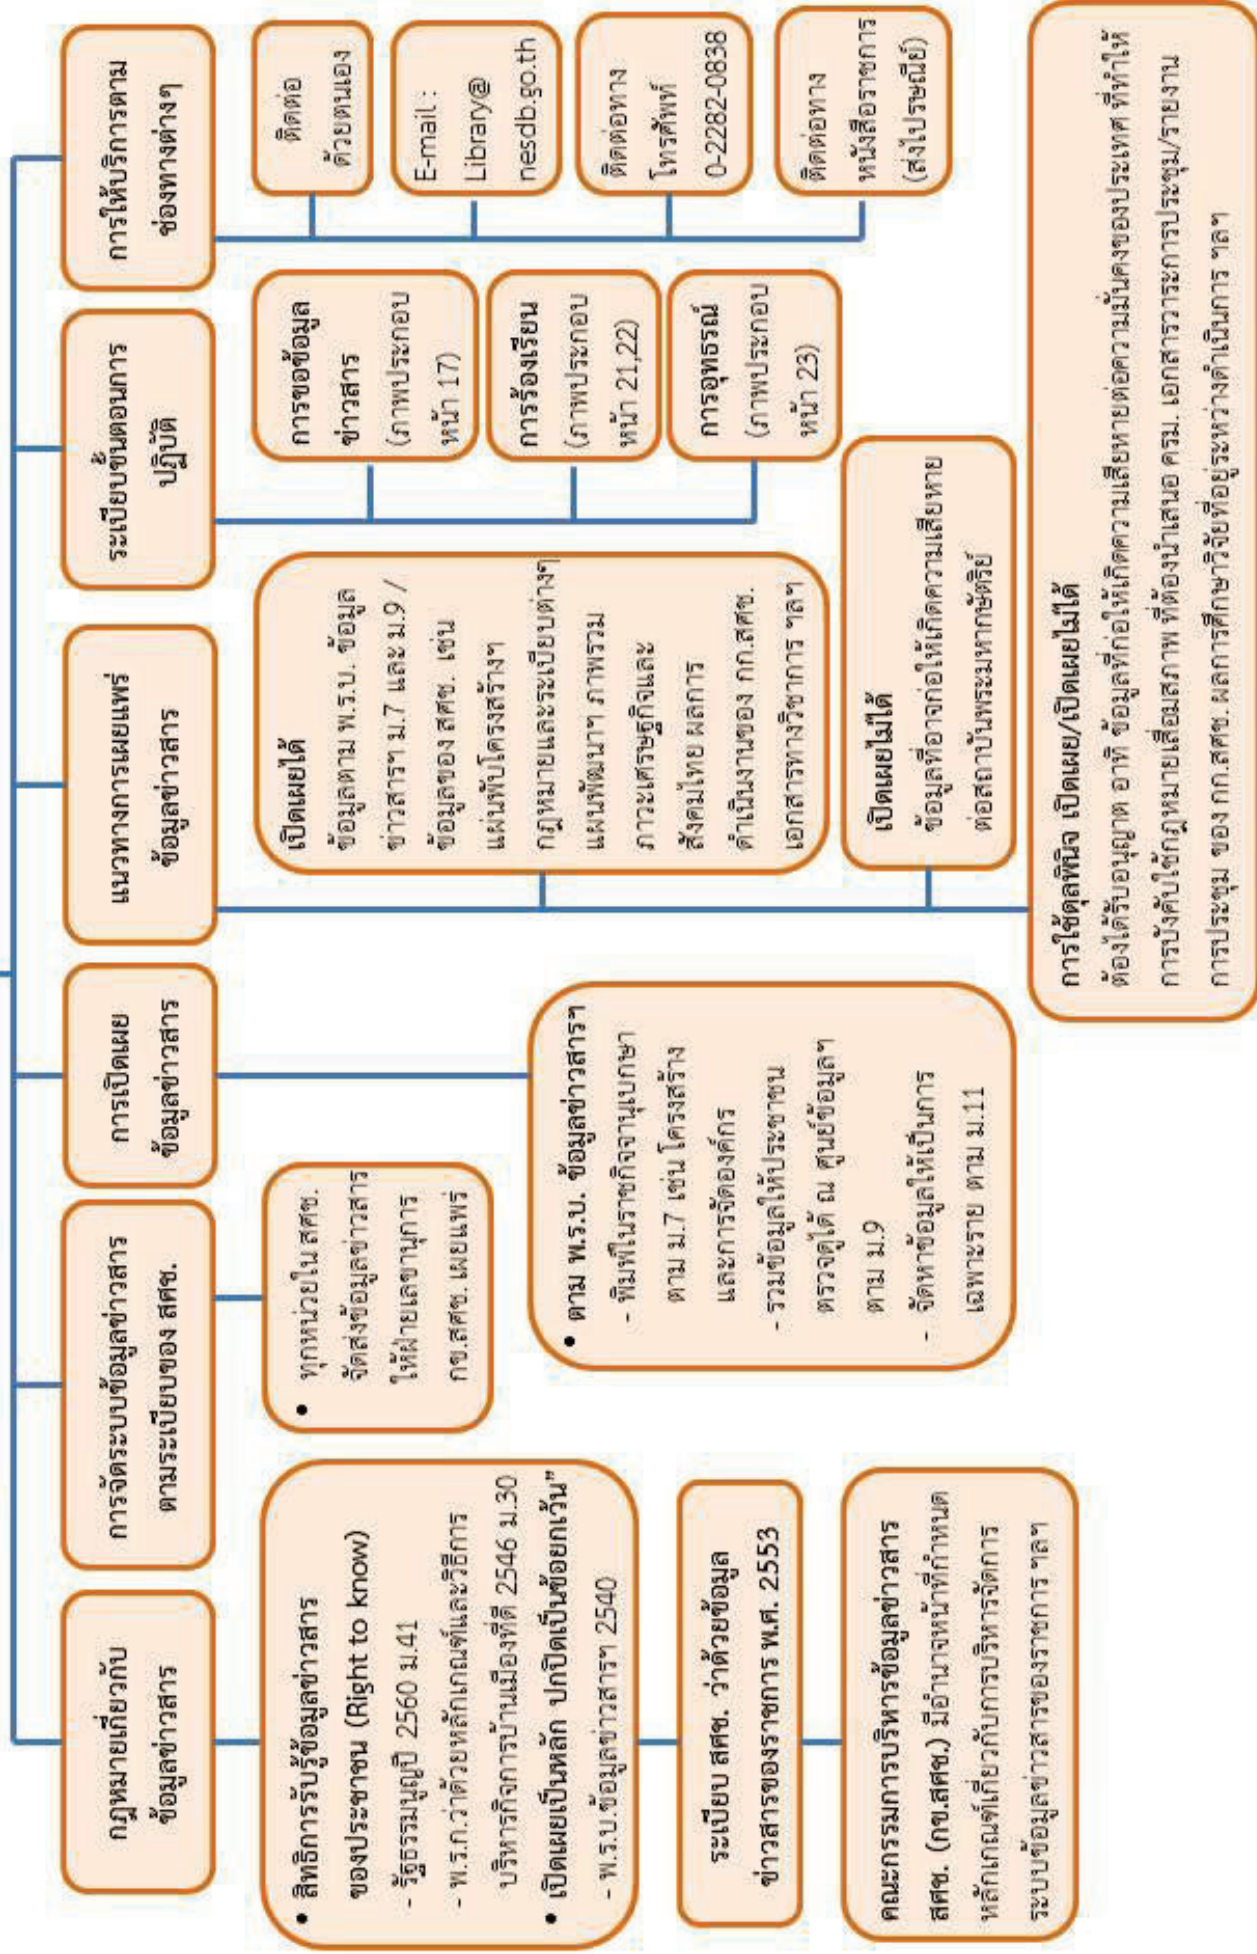 กฎหมายเกี่ยวกับ
ข้อมูลข่าวสาร
• สิทธิการรับรู้ข้อมูลข่าวสาร
ของประชาชน (Right to know)
- รัฐธรรมนูญปี 2560 ม.41
- พ.ร.ก.ว่าด้วยหลักเกณฑ์และวิธีการ
บริหารกิจการบ้านเมืองที่ดี 2546 ม.30
• เปิดเผยเป็นหลัก ปกปิดเป็นข้อยกเว้น”
- พ.ร.บ.ข้อมูลข่าวสารฯ 2540
ระเบียบ สศช. ว่าด้วยข้อมูล
ข่าวสารของราชการ พ.ศ. 2553
คณะกรรมการบริหารข้อมูลข่าวสาร
สศช. (กข.สศช.) มีอำนาจหน้าที่กำหนด
หลักเกณฑ์เกี่ยวกับการบริหารจัดการ
ระบบข้อมูลข่าวสารของราชการ ฯลฯ
การจัดระบบข้อมูลข่าวสาร
ตามระเบียบของ สศช.
• ทุกหน่วยใน สศช.
จัดส่งข้อมูลข่าวสาร
ให้ฝ่ายเลขานุการ
กข.สศช. เผยแพร่
การเปิดเผย
ข้อมูลข่าวสาร
• ตาม พ.ร.บ. ข้อมูลข่าวสารฯ
- พิมพ์ในราชกิจจานุเบกษา
ตาม ม.7 เช่น โครงสร้าง
และการจัดองค์กร
- รวมข้อมูลให้ประชาชน
ตรวจดูได้ ณ ศูนย์ข้อมูลฯ
ตาม ม.9
- จัดหาข้อมูลให้เป็นการ
เฉพาะราย ตาม ม.11
แนวทางการเผยแพร่
ข้อมูลข่าวสาร
เปิดเผยได้
ข้อมูลตาม พ.ร.บ. ข้อมูล
ข่าวสารฯ ม.7 และ ม.9 /
ข้อมูลของ สศช. เช่น
แผ่นพับโครงสร้างฯ
กฎหมายและระเบียบต่างๆ
แผนพัฒนาฯ ภาพรวม
ภาวะเศรษฐกิจและ
สังคมไทย ผลการ
ดำเนินงานของ กก.สศช.
เอกสารทางวิชาการ ฯลฯ
เปิดเผยไม่ได้
ข้อมูลที่อาจก่อให้เกิดความเสียหาย
ต่อสถาบันพระมหากษัตริย์
การใช้ดุลพินิจ เปิดเผย/เปิดเผยไม่ได้
ต้องได้รับอนุญาต อาทิ ข้อมูลที่ก่อให้เกิดความเสียหายต่อความมั่นคงของประเทศ ที่ทำให้
การบังคับใช้กฎหมายเสื่อมสภาพ ที่ต้องนำเสนอ ครม. เอกสารวาระการประชุม/รายงาน
การประชุม ของ กก.สศช. ผลการศึกษาวิจัยที่อยู่ระหว่างดำเนินการ ฯลฯ
ระเบียบขั้นตอนการ
ปฏิบัติ
การขอข้อมูล
ข่าวสาร
(ภาพประกอบ
หน้า 17)
การร้องเรียน
(ภาพประกอบ
หน้า 21,22)
การอุทธรณ์
(ภาพประกอบ
หน้า 23)
การให้บริการตาม
ช่องทางต่างๆ
ติดต่อ
ด้วยตนเอง
E-mail :
Library@
nesdb.go.th
ติดต่อทาง
โทรศัพท์
0-2282-0838
ติดต่อทาง
หนังสือราชการ
(ส่งไปรษณีย์)